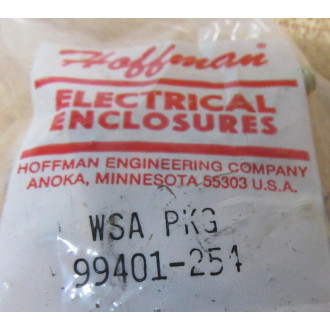 Hoffman
ELECTRICAL
ENCLOSURES
HOFFMAN ENGINEERING COMPANY
ANOKA, MINNESOTA 55303 U.S.A.
WSA PKG
99401-254